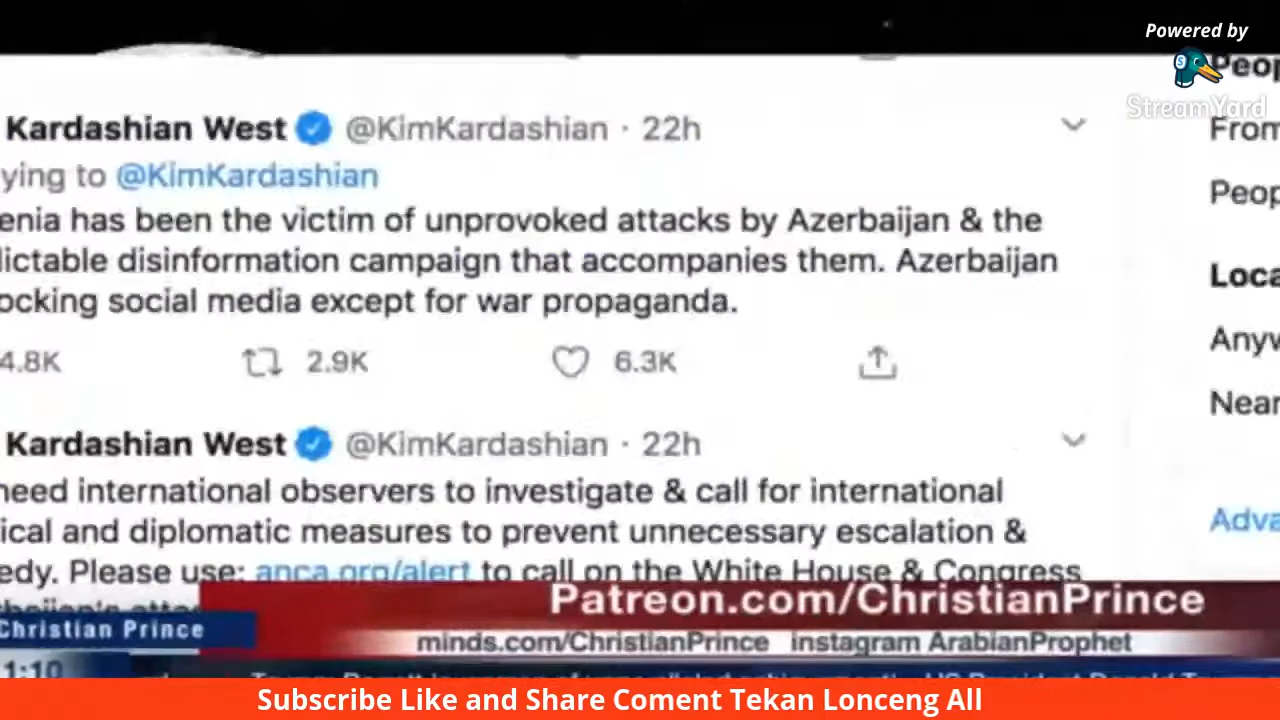 Powered by
StreamYard
Kardashian West @KimKardashian · 22h
ying to @KimKardashian
enia has been the victim of unprovoked attacks by Azerbaijan & the
lictable disinformation campaign that accompanies them. Azerbaijan
ocking social media except for war propaganda.
4.8K 2.9K 6.3K
Kardashian West @KimKardashian · 22h
need international observers to investigate & call for international
ical and diplomatic measures to prevent unnecessary escalation &
edy. Please use: anca.org/alert to call on the White House & Congress
Peop
From
Peop
Loca
Anyw
Near
Adva
Patreon.com/ChristianPrince
Christian Prince
minds.com/ChristianPrince instagram ArabianProphet
1:10
Subscribe Like and Share Coment Tekan Lonceng All